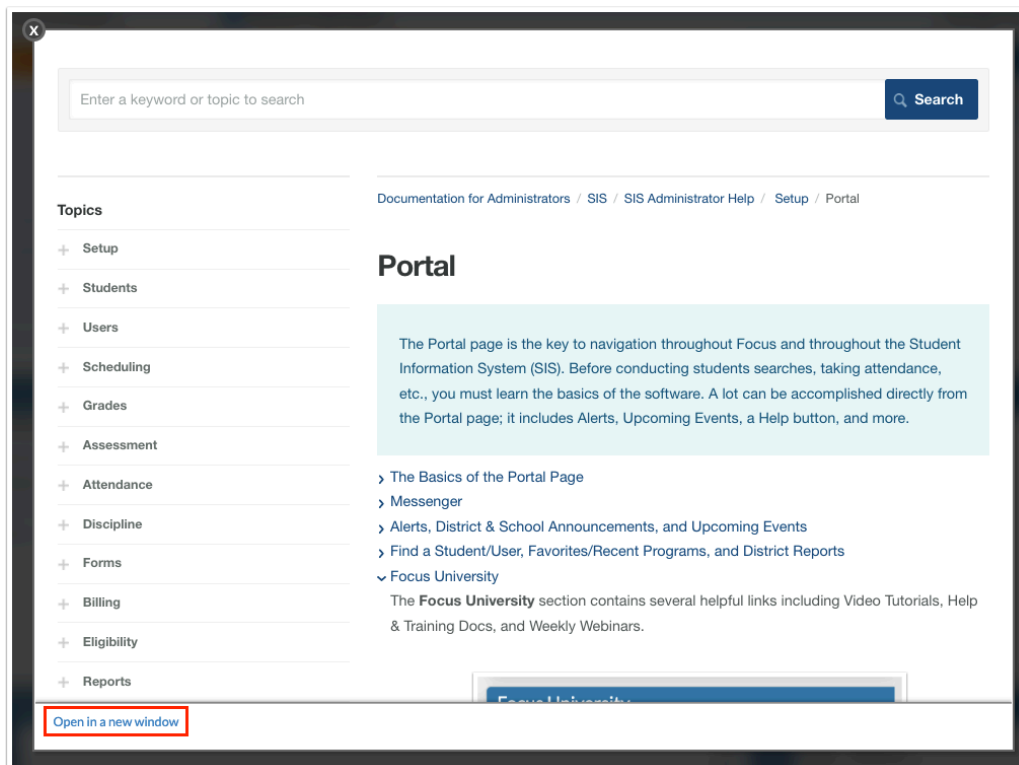 X
Enter a keyword or topic to search
Search
Topics
Setup
Students
Users
Scheduling
Grades
Assessment
Attendance
Discipline
Forms
Billing
Eligibility
Reports
Documentation for Administrators / SIS / SIS Administrator Help / Setup / Portal
Portal
The Portal page is the key to navigation throughout Focus and throughout the Student
Information System (SIS). Before conducting students searches, taking attendance,
etc., you must learn the basics of the software. A lot can be accomplished directly from
the Portal page; it includes Alerts, Upcoming Events, a Help button, and more.
The Basics of the Portal Page
Messenger
Alerts, District & School Announcements, and Upcoming Events
Find a Student/User, Favorites/Recent Programs, and District Reports
Focus University
The Focus University section contains several helpful links including Video Tutorials, Help
& Training Docs, and Weekly Webinars.
Focus University
Open in a new window